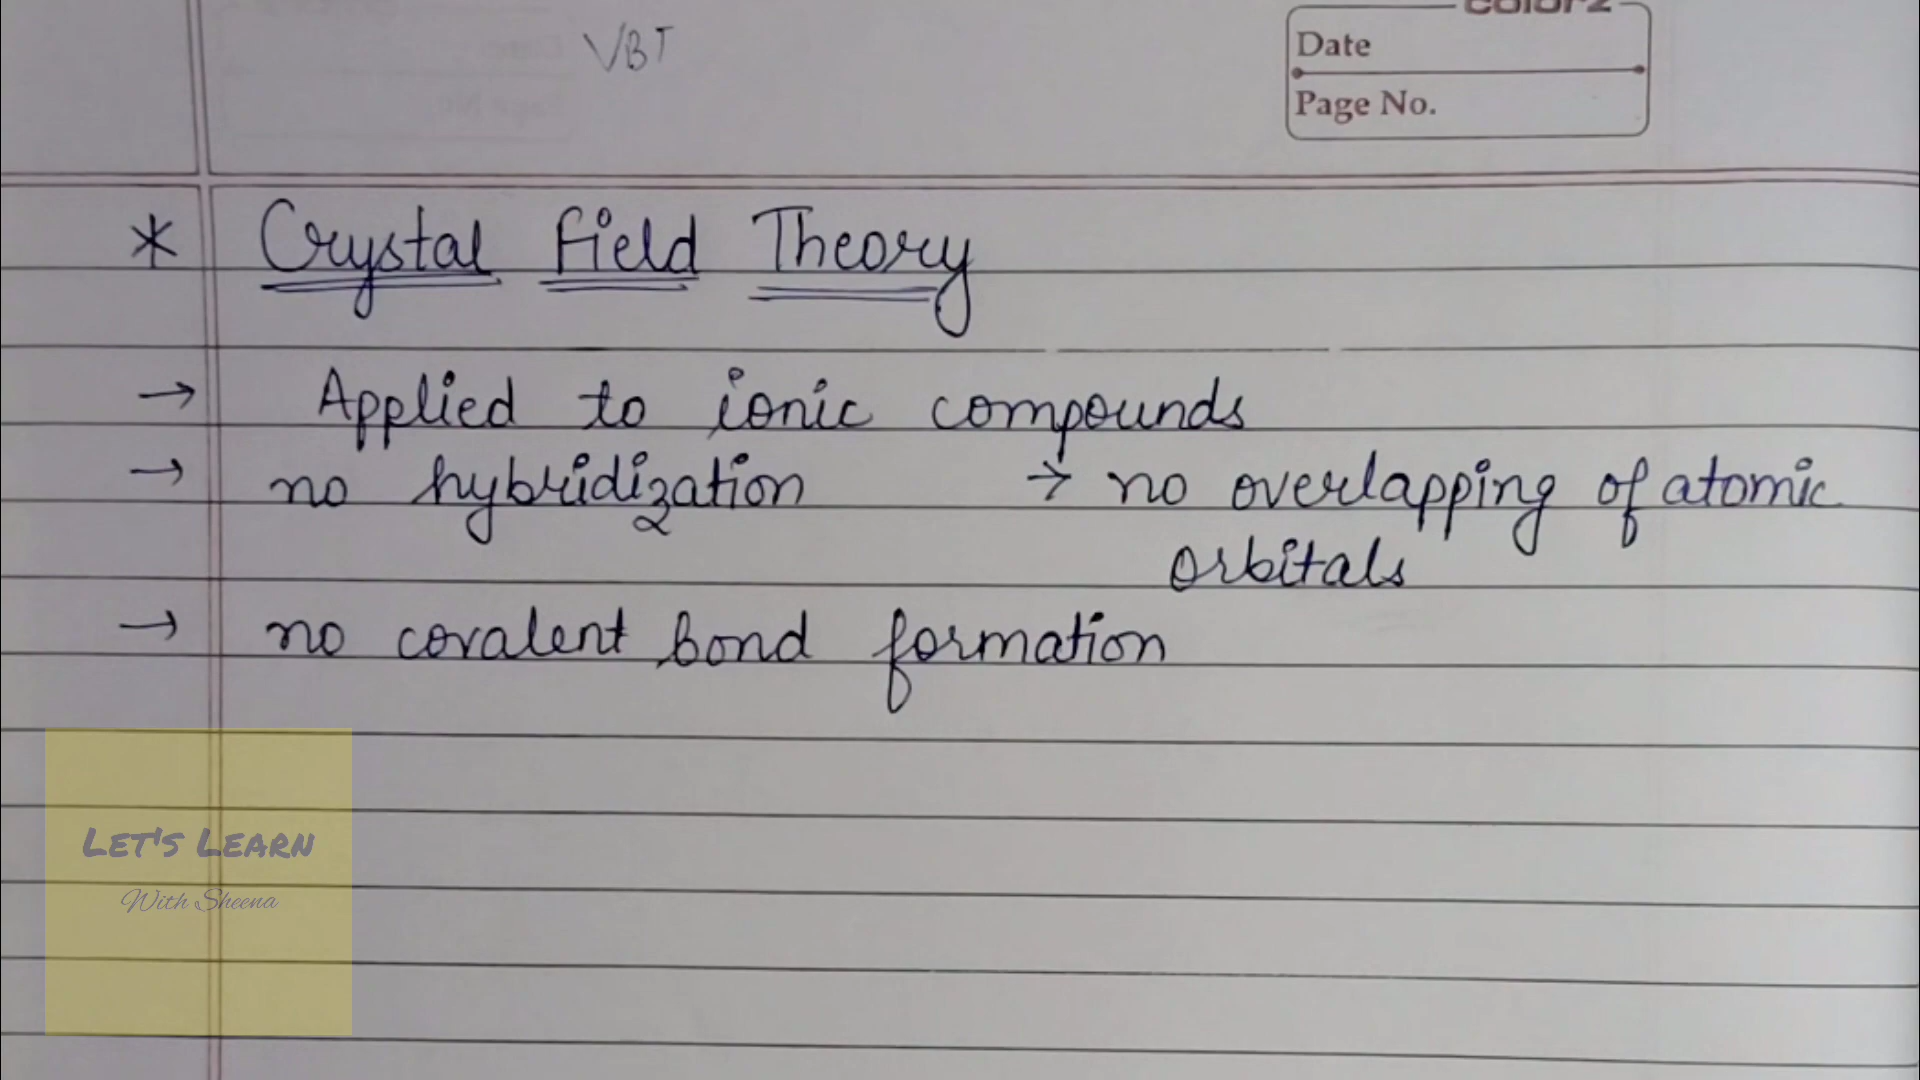 VBT
Date
Page No.
* Crystal Field Theory
→ Applied to ionic compounds
→ no hybridization → no overlapping of atomic
orbitals
→ no covalent bond formation
LET'S LEARN
With Sheena